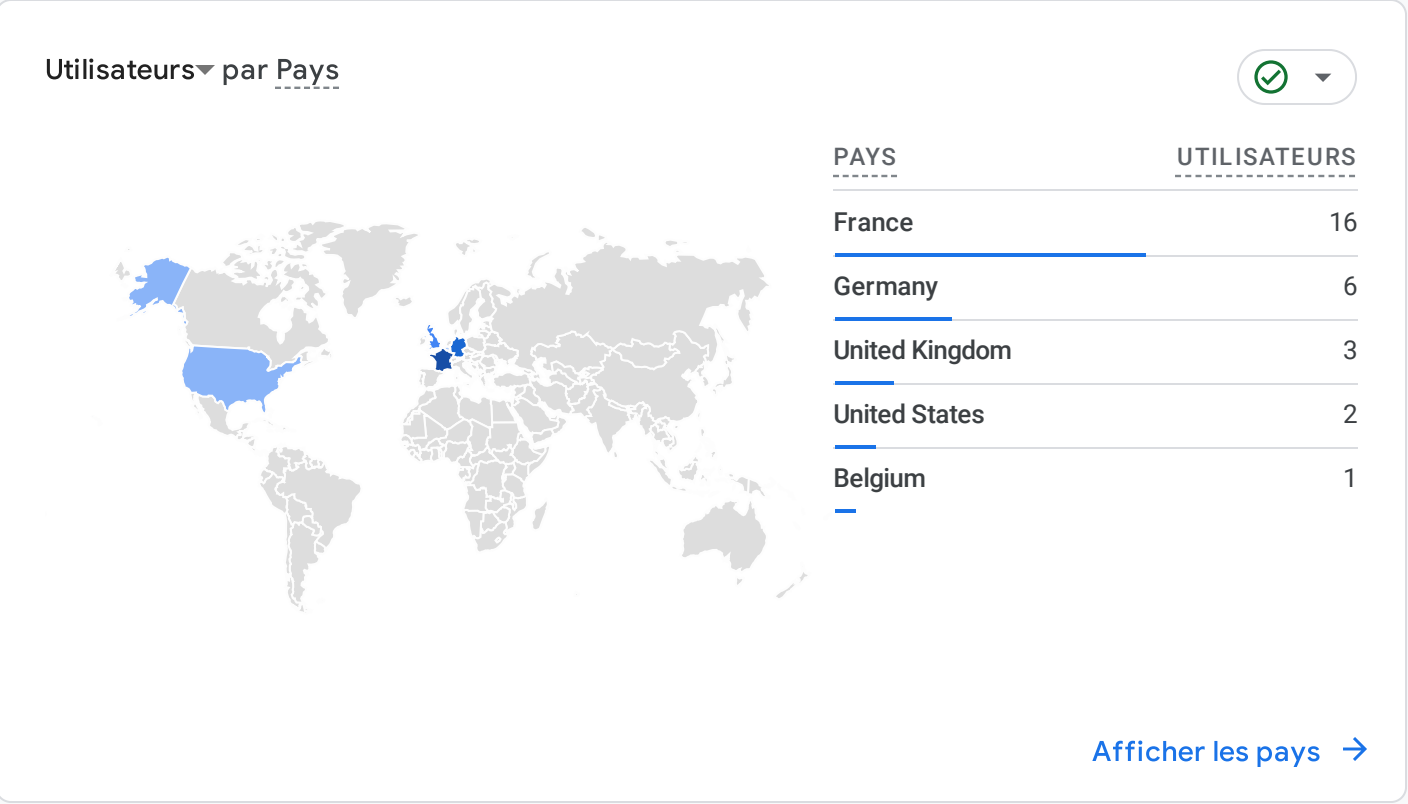 Utilisateurs par Pays
PAYS UTILISATEURS
France 16
Germany 6
United Kingdom 3
United States 2
Belgium 1
Afficher les pays